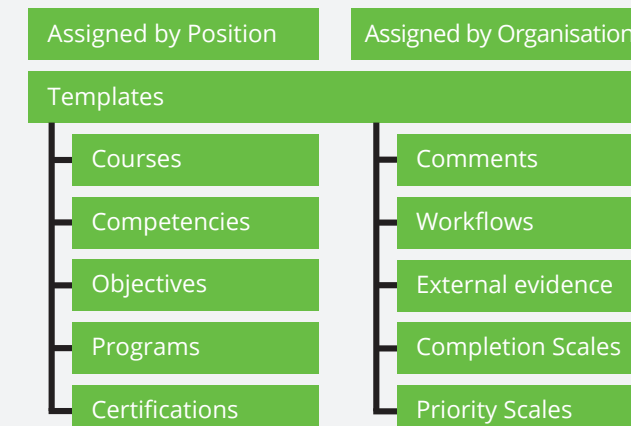 Assigned by Position
Assigned by Organisation
Templates
Courses
Competencies
Objectives
Programs
Certifications
Comments
Workflows
External evidence
Completion Scales
Priority Scales